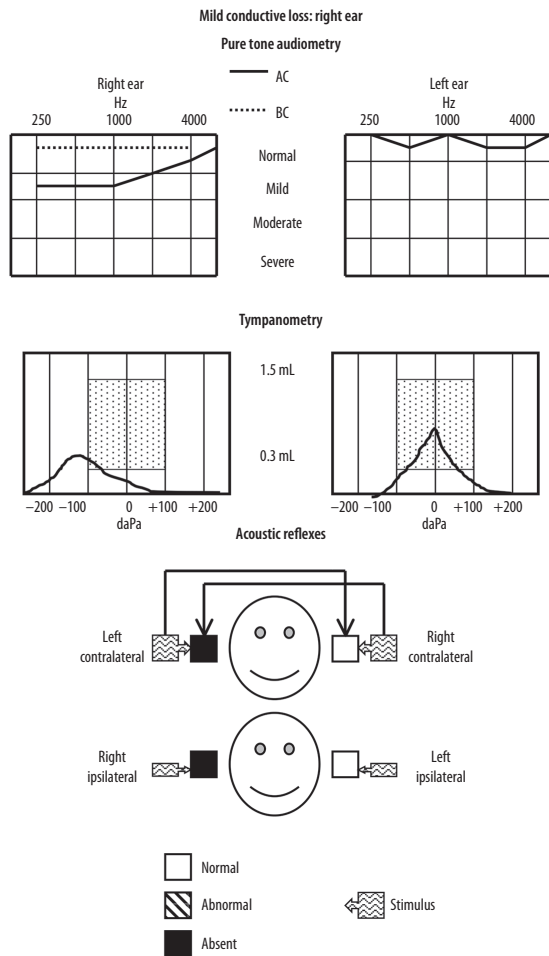 Mild conductive loss: right ear
Pure tone audiometry
Right ear
Hz
250 1000 4000
AC
BC
Left ear
Hz
250 1000 4000
Normal
Mild
Moderate
Severe
Tympanometry
1.5 mL
0.3 mL
−200 −100 0 +100 +200
daPa
−200 −100 0 +100 +200
daPa
Acoustic reflexes
Left
contralateral
Right
contralateral
Right
ipsilateral
Left
ipsilateral
Normal
Abnormal
Absent
Stimulus